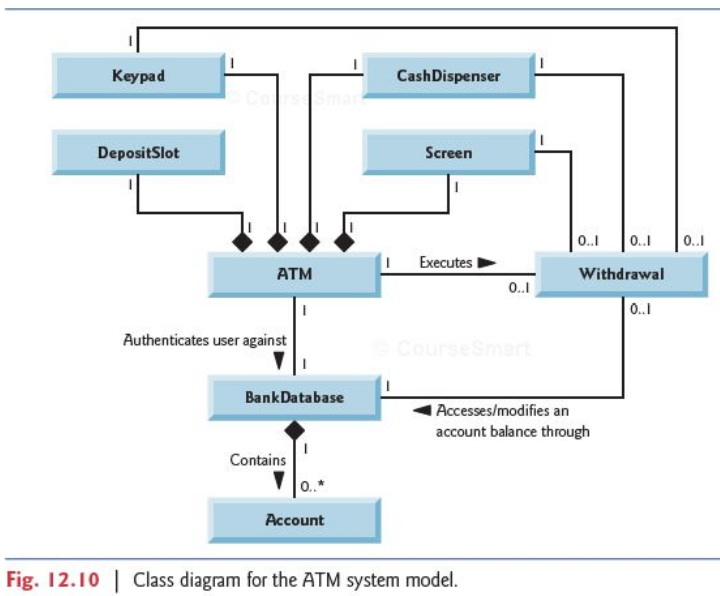 1
Keypad
1
1
CashDispenser
1
© CourseSmart
DepositSlot
1
Screen
1
1
1
1
1
1
0..1
0..1
0..1
ATM
1
Executes ►
0..1
Withdrawal
0..1
1
Authenticates user against
▼
1
© CourseSmart
BankDatabase
1
◄ Accesses/modifies an
account balance through
1
Contains
▼
0..*
Account
Fig. 12.10 | Class diagram for the ATM system model.